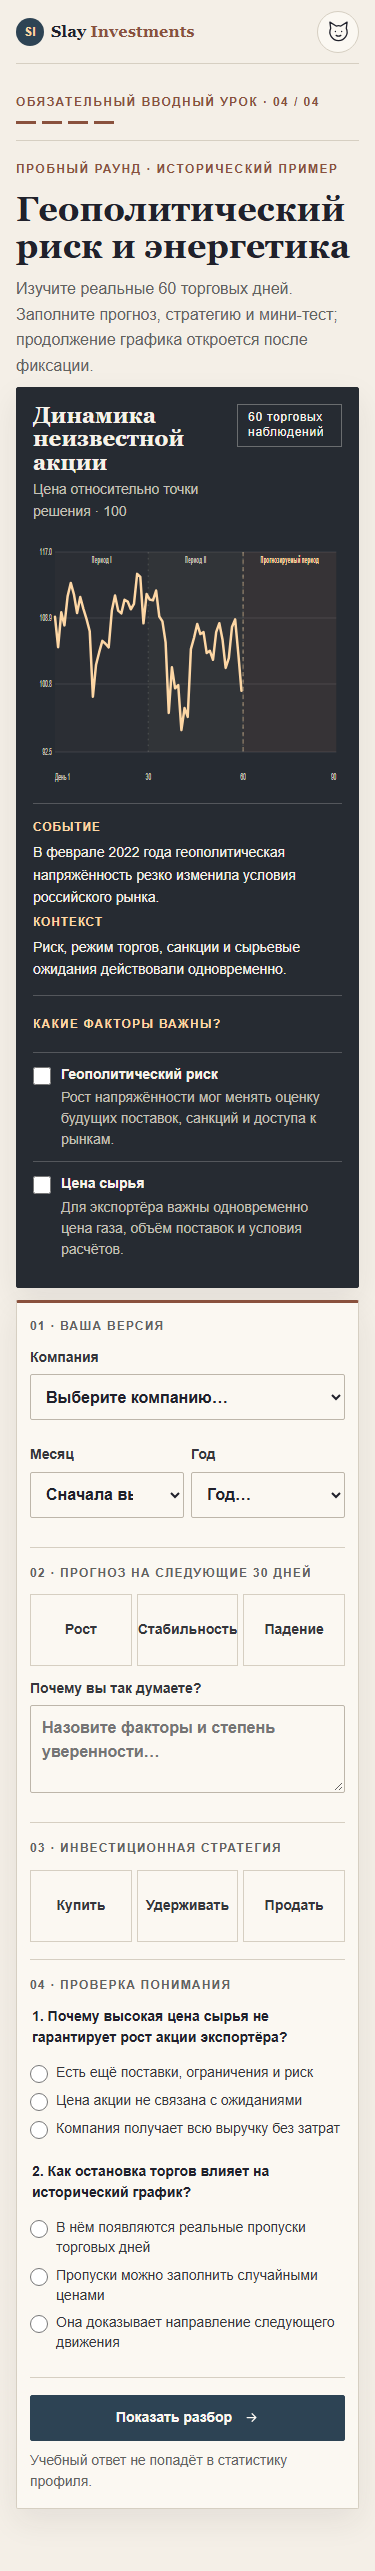 SI Slay Investments
ОБЯЗАТЕЛЬНЫЙ ВВОДНЫЙ УРОК · 04 / 04
ПРОБНЫЙ РАУНД · ИСТОРИЧЕСКИЙ ПРИМЕР
Геополитический
риск и энергетика
Изучите реальные 60 торговых дней.
Заполните прогноз, стратегию и мини-тест;
продолжение графика откроется после
фиксации.
Динамика
неизвестной
акции
60 торговых
наблюдений
Цена относительно точки
решения · 100
117.0
Период I
Период II
Прогнозируемый период
108.9
100.8
92.5
День 1
30
60
90
СОБЫТИЕ
В феврале 2022 года геополитическая
напряжённость резко изменила условия
российского рынка.
КОНТЕКСТ
Риск, режим торгов, санкции и сырьевые
ожидания действовали одновременно.
КАКИЕ ФАКТОРЫ ВАЖНЫ?
Геополитический риск
Рост напряжённости мог менять оценку
будущих поставок, санкций и доступа к
рынкам.
Цена сырья
Для экспортёра важны одновременно
цена газа, объём поставок и условия
расчётов.
01 · ВАША ВЕРСИЯ
Компания
Выберите компанию...
Месяц
Год
Сначала вы
Год...
02 · ПРОГНОЗ НА СЛЕДУЮЩИЕ 30 ДНЕЙ
Рост
Стабильность
Падение
Почему вы так думаете?
Назовите факторы и степень
уверенности...
03 · ИНВЕСТИЦИОННАЯ СТРАТЕГИЯ
Купить
Удерживать
Продать
04 · ПРОВЕРКА ПОНИМАНИЯ
1. Почему высокая цена сырья не
гарантирует рост акции экспортёра?
Есть ещё поставки, ограничения и риск
Цена акции не связана с ожиданиями
Компания получает всю выручку без затрат
2. Как остановка торгов влияет на
исторический график?
В нём появляются реальные пропуски
торговых дней
Пропуски можно заполнить случайными
ценами
Она доказывает направление следующего
движения
Показать разбор →
Учебный ответ не попадёт в статистику
профиля.